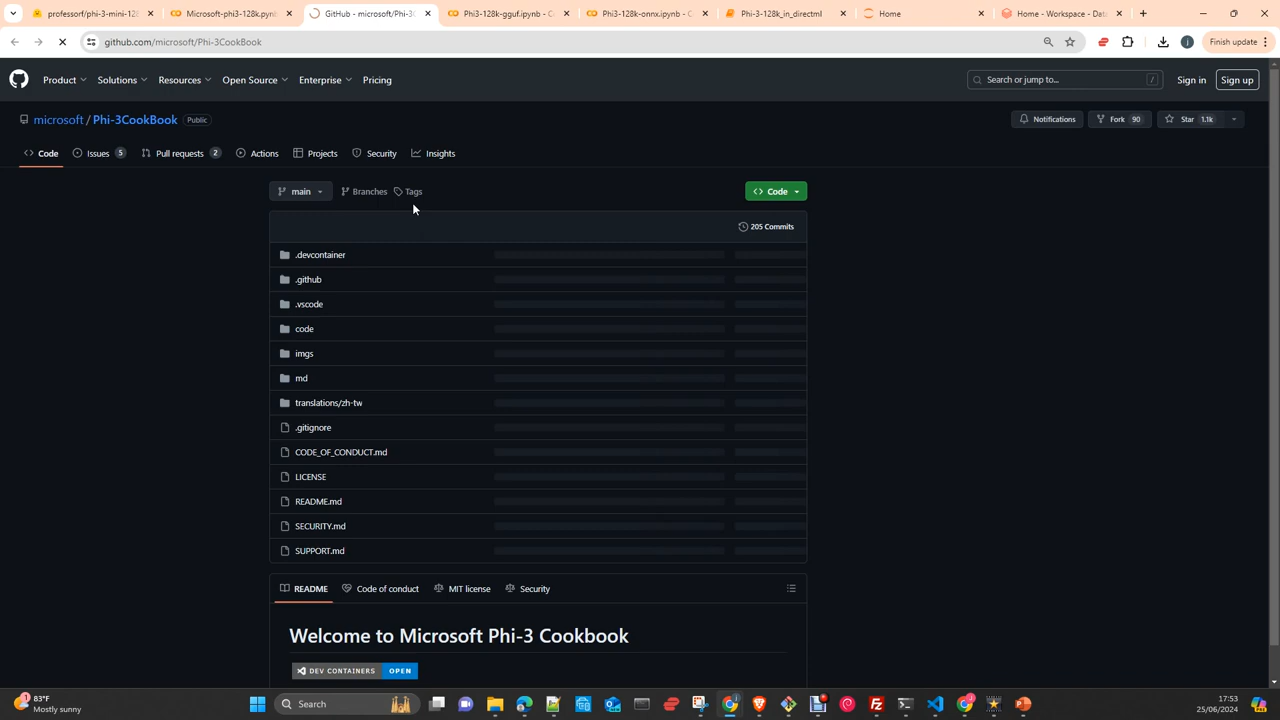 professorf/phi-3-mini-128
Microsoft-phi3-128k.pynb
GitHub - microsoft/Phi-3C
Phi3-128k-gguf.pynb - C
Phi3-128k-onnx.ipynb - Co
Phi-3-128k_in_directml
Home
Home - Workspace - Data
github.com/microsoft/Phi-3CookBook
j
Finish update
Product
Solutions
Resources
Open Source
Enterprise
Pricing
Search or jump to...
/
Sign in
Sign up
microsoft / Phi-3CookBook
Public
Notifications
Fork 90
Star 1.1k
Code
Issues 5
Pull requests 2
Actions
Projects
Security
Insights
main
Branches
Tags
Code
205 Commits
.devcontainer
.github
.vscode
code
imgs
md
translations/zh-tw
.gitignore
CODE_OF_CONDUCT.md
LICENSE
README.md
SECURITY.md
SUPPORT.md
README
Code of conduct
MIT license
Security
Welcome to Microsoft Phi-3 Cookbook
DEV CONTAINERS OPEN
1
83°F
Mostly sunny
Search
17:53
25/06/2024